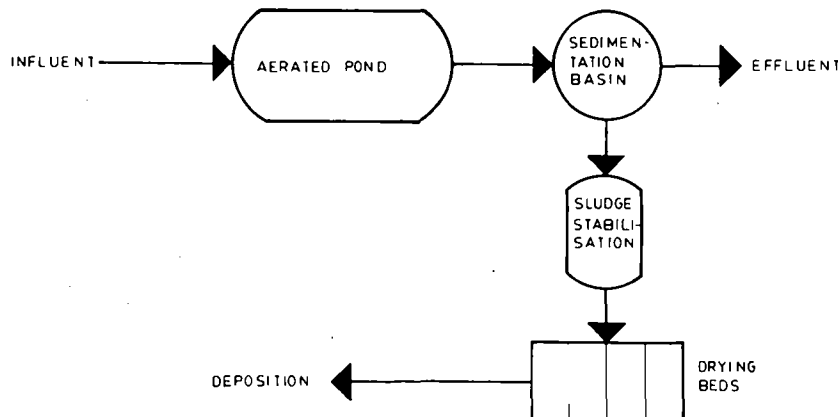 INFLUENT
AERATED POND
SEDIMEN-
TATION
BASIN
EFFLUENT
SLUDGE
STABILI-
SATION
DRYING
BEDS
DEPOSITION